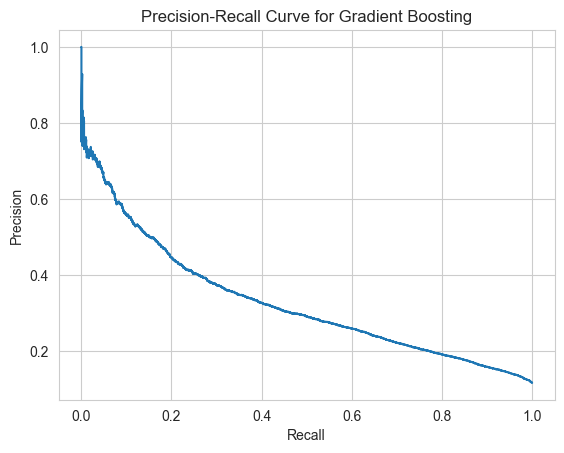 Precision-Recall Curve for Gradient Boosting
1.0
0.8
0.6
0.4
0.2
Precision
0.0 0.2 0.4 0.6 0.8 1.0
Recall